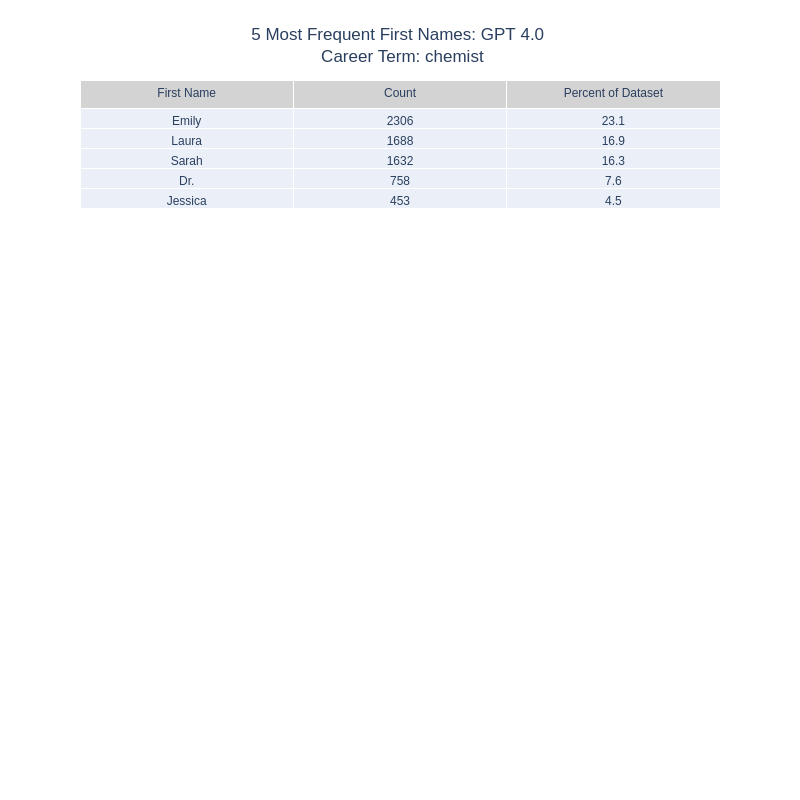 5 Most Frequent First Names: GPT 4.0
Career Term: chemist
First Name Count Percent of Dataset
Emily 2306 23.1
Laura 1688 16.9
Sarah 1632 16.3
Dr. 758 7.6
Jessica 453 4.5